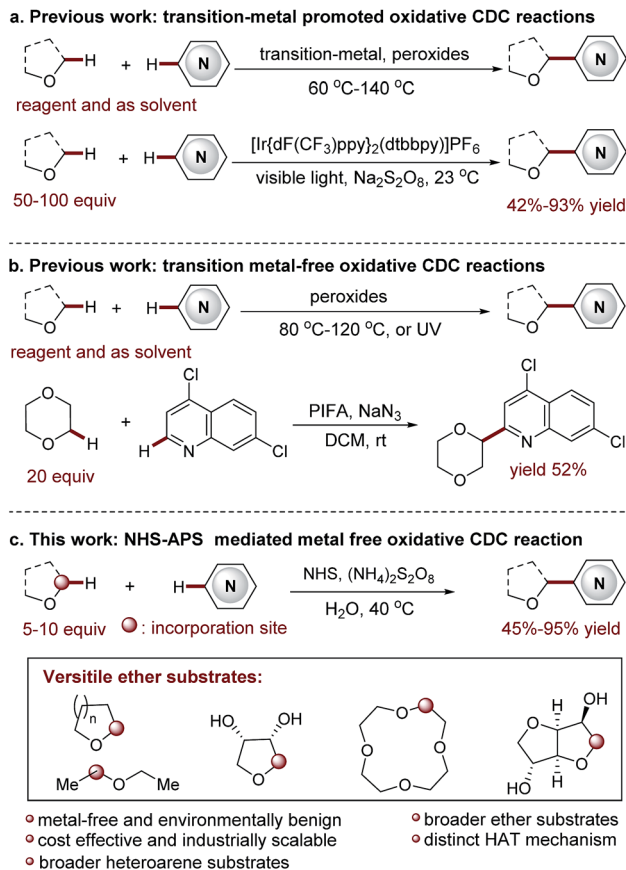 a. Previous work: transition-metal promoted oxidative CDC reactions
O H + H N
transition-metal, peroxides
60 °C-140 °C
O N
reagent and as solvent
O H + H N
[Ir{dF(CF3)ppy}2(dtbbpy)]PF6
visible light, Na2S2O8, 23 °C
O N
50-100 equiv
42%-93% yield
b. Previous work: transition metal-free oxidative CDC reactions
O H + H N
peroxides
80 °C-120 °C, or UV
O N
reagent and as solvent
O O H
20 equiv
+
Cl H N Cl
PIFA, NaN3
DCM, rt
Cl O O N Cl
yield 52%
c. This work: NHS-APS mediated metal free oxidative CDC reaction
O H + H N
NHS, (NH4)2S2O8
H2O, 40 °C
O N
5-10 equiv
: incorporation site
45%-95% yield
Versitile ether substrates:
( )n O
Me O Me
HO OH O
O O O O
O H OH O H HO
metal-free and environmentally benign
cost effective and industrially scalable
broader heteroarene substrates
broader ether substrates
distinct HAT mechanism